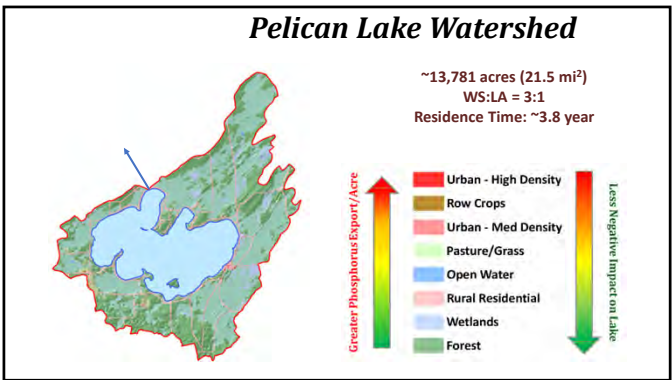 Pelican Lake Watershed
~13,781 acres (21.5 mi²)
WS:LA = 3:1
Residence Time: ~3.8 year
Greater Phosphorus Export/Acre
Urban - High Density
Row Crops
Urban - Med Density
Pasture/Grass
Open Water
Rural Residential
Wetlands
Forest
Less Negative Impact on Lake